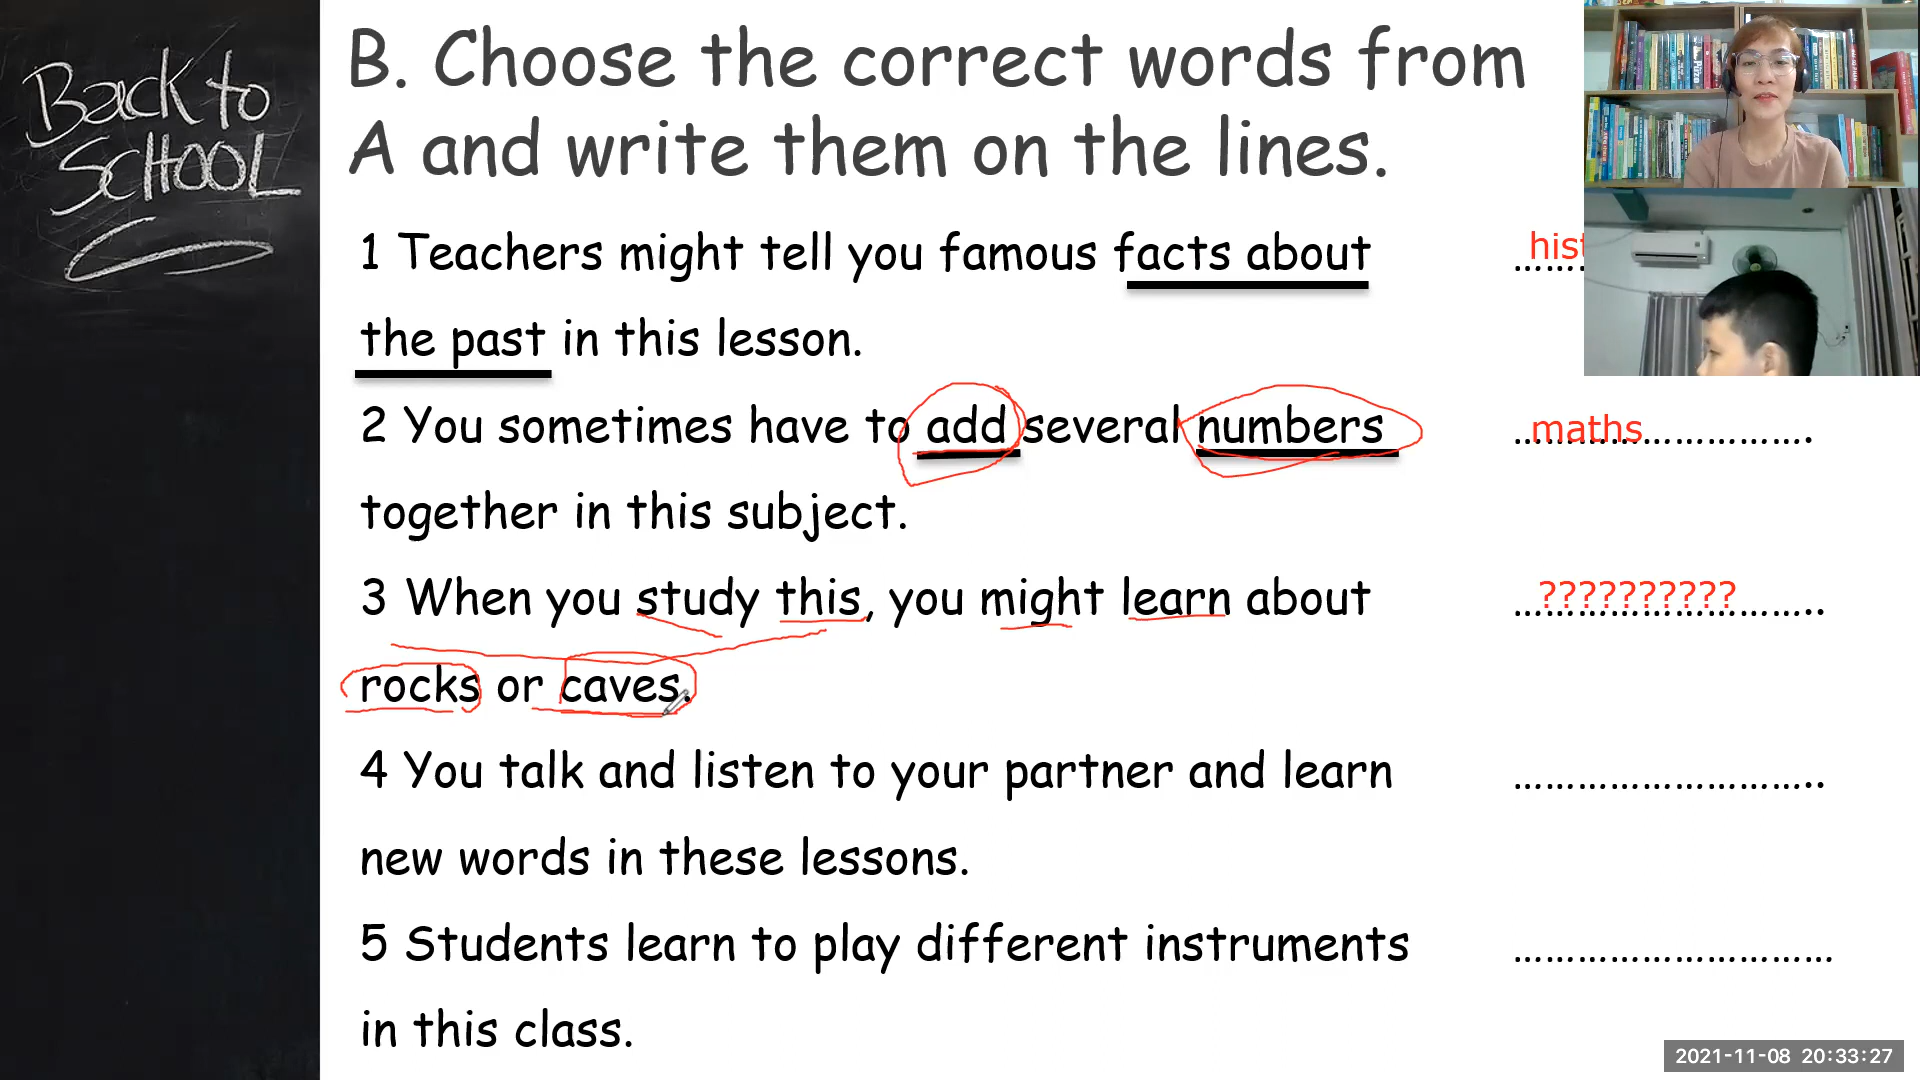 Back to
SCHOOL
B. Choose the correct words from
A and write them on the lines.
1 Teachers might tell you famous facts about
the past in this lesson.
hist
2 You sometimes have to add several numbers
together in this subject.
maths
3 When you study this, you might learn about
rocks or caves.
??????????
4 You talk and listen to your partner and learn
new words in these lessons.
5 Students learn to play different instruments
in this class.
2021-11-08 20:33:27